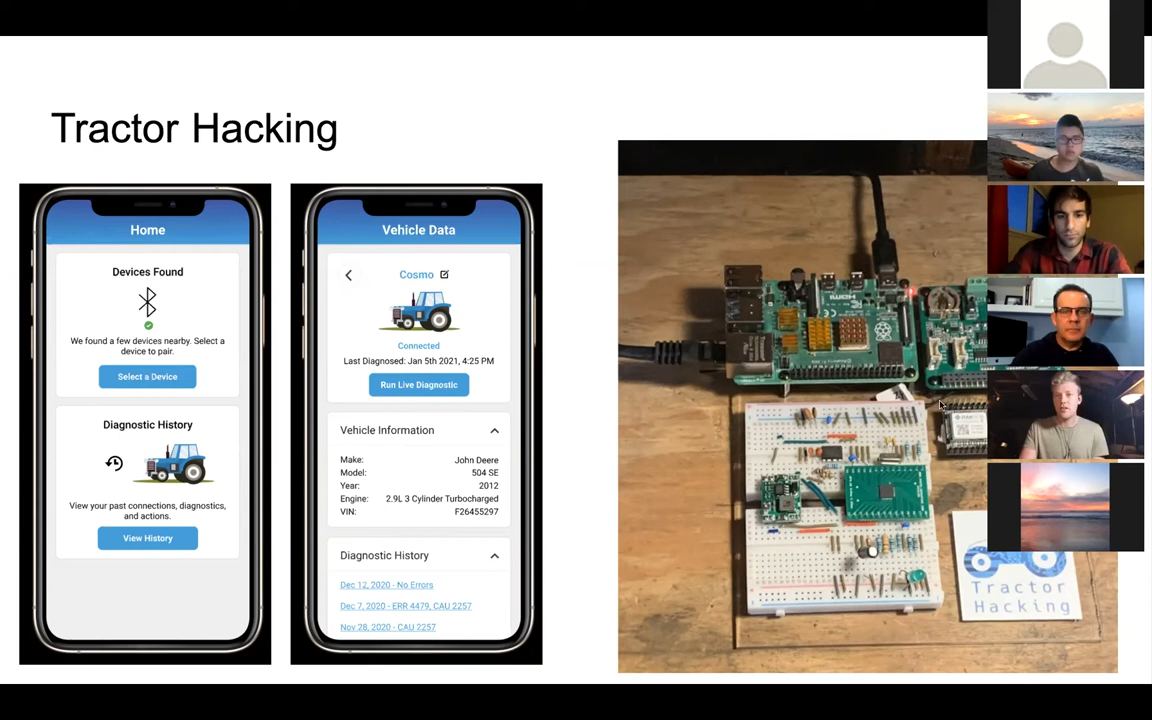 Tractor Hacking
Home
Devices Found
We found a few devices nearby. Select a
device to pair.
Select a Device
Diagnostic History
View your past connections, diagnostics,
and actions.
View History
Vehicle Data
Cosmo
Connected
Last Diagnosed: Jan 5th 2021, 4:25 PM
Run Live Diagnostic
Vehicle Information
Make: John Deere
Model: 504 SE
Year: 2012
Engine: 2.9L 3 Cylinder Turbocharged
VIN: F26455297
Diagnostic History
Dec 12, 2020 - No Errors
Dec 7, 2020 - ERR 4479, CAU 2257
Nov 28, 2020 - CAU 2257
HDMI
Tractor
Hacking